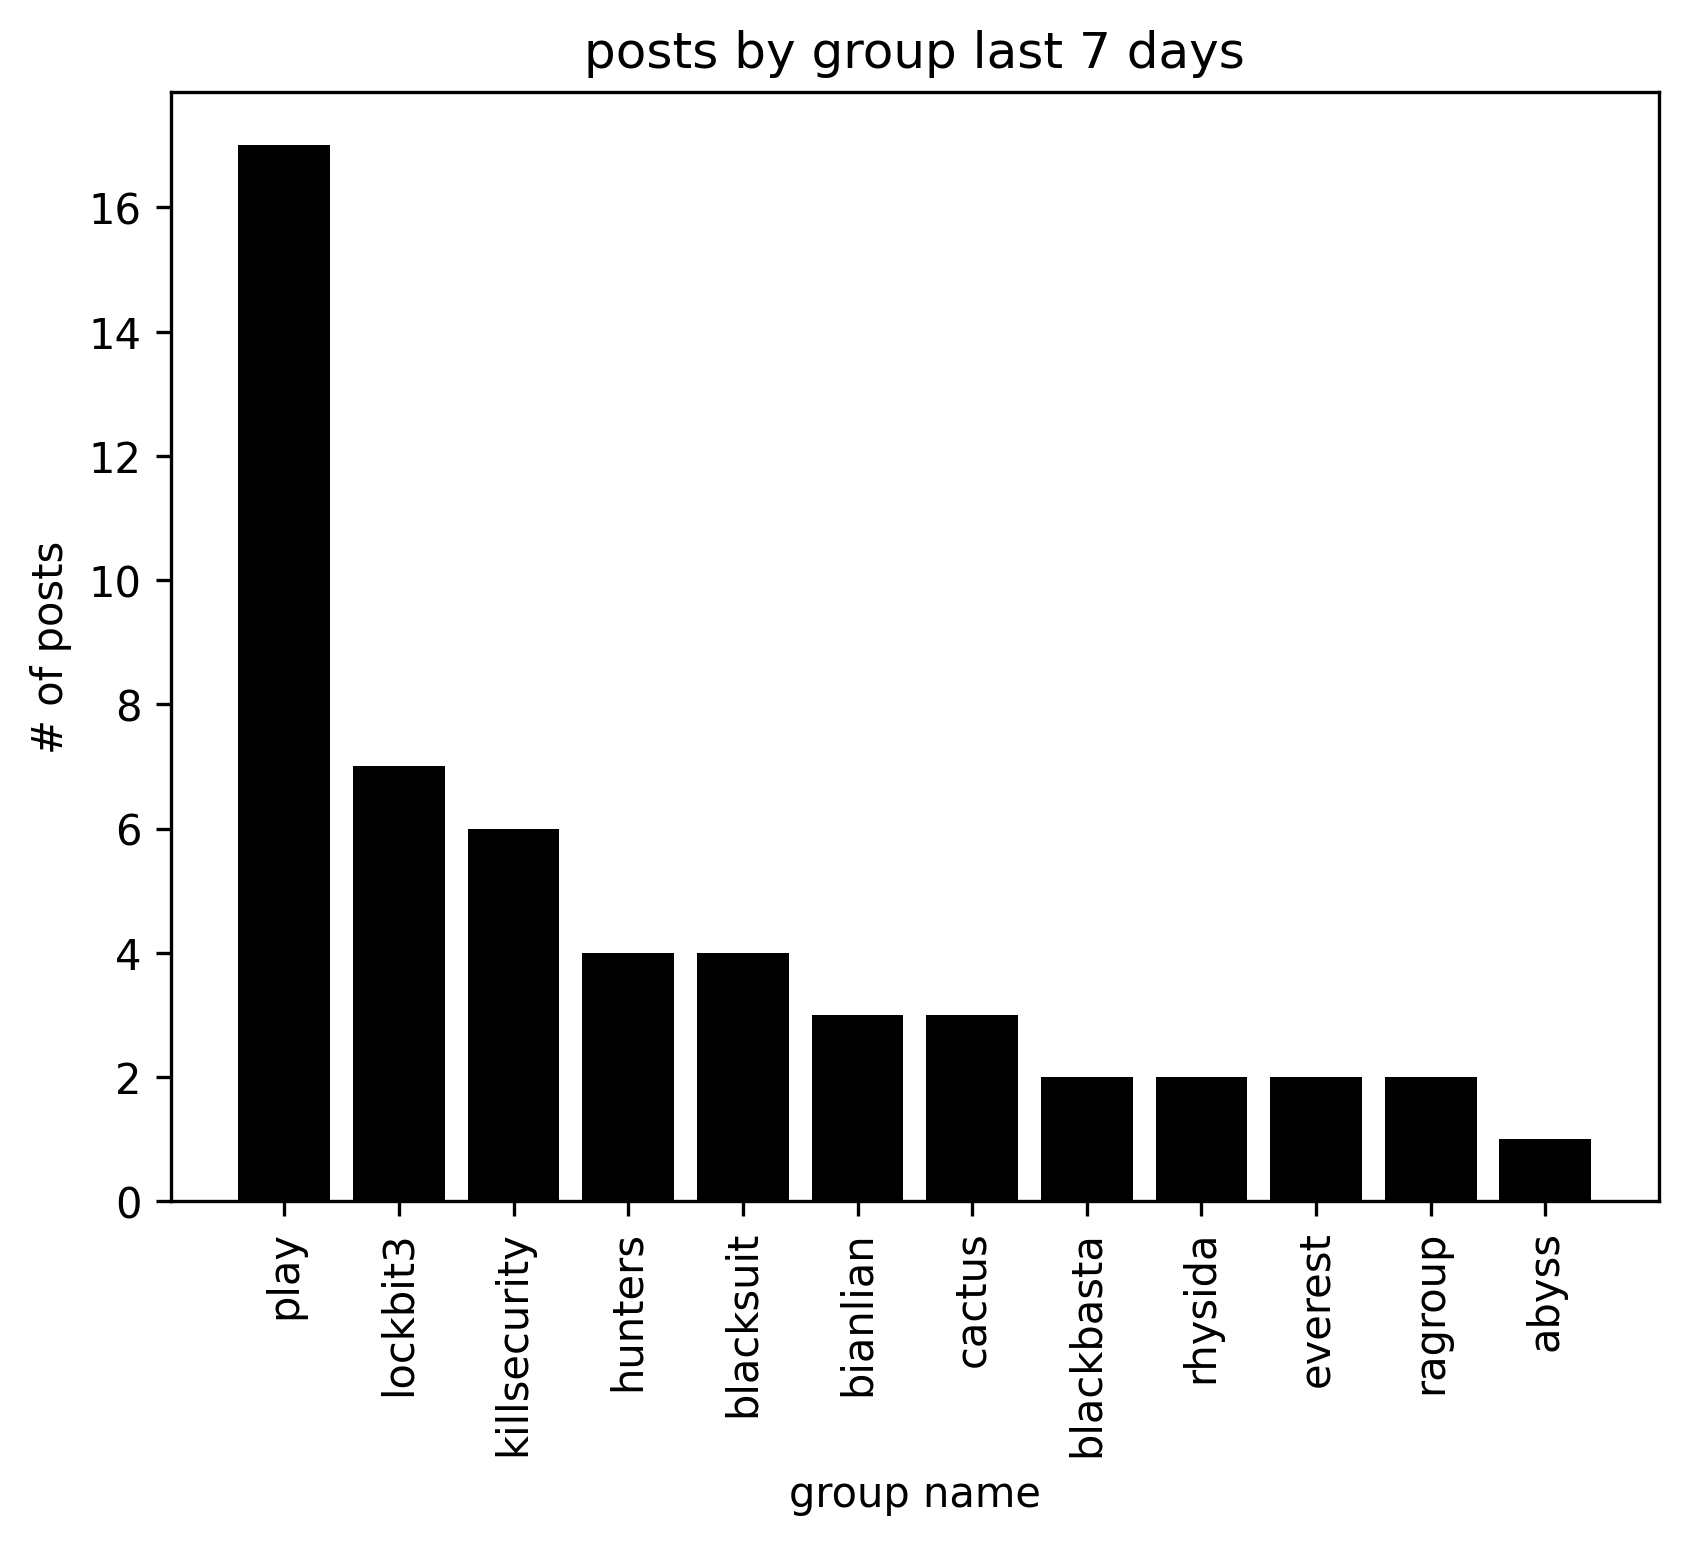 posts by group last 7 days
# of posts
16
14
12
10
8
6
4
2
0
play
lockbit3
killsecurity
hunters
blacksuit
bianlian
cactus
blackbasta
rhysida
everest
ragroup
abyss
group name